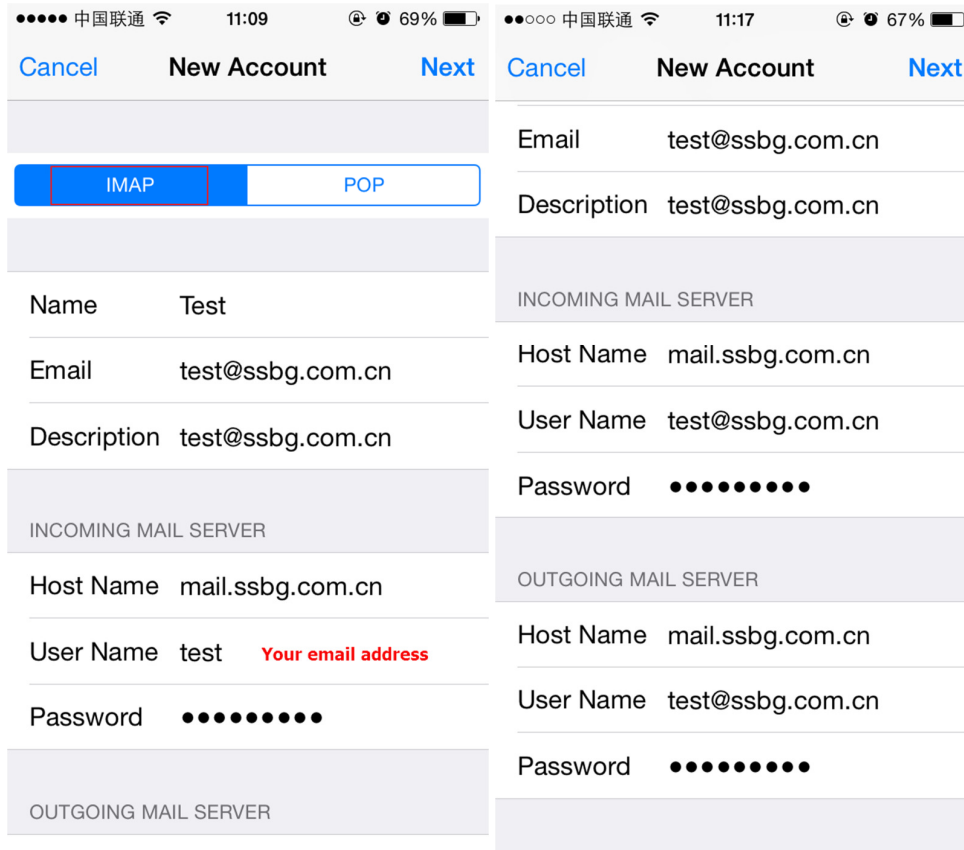 中国联通 11:09 69%
Cancel New Account Next
IMAP POP
Name Test
Email test@ssbg.com.cn
Description test@ssbg.com.cn
INCOMING MAIL SERVER
Host Name mail.ssbg.com.cn
User Name test Your email address
Password ●●●●●●●●●
OUTGOING MAIL SERVER
中国联通 11:17 67%
Cancel New Account Next
Email test@ssbg.com.cn
Description test@ssbg.com.cn
INCOMING MAIL SERVER
Host Name mail.ssbg.com.cn
User Name test@ssbg.com.cn
Password ●●●●●●●●●
OUTGOING MAIL SERVER
Host Name mail.ssbg.com.cn
User Name test@ssbg.com.cn
Password ●●●●●●●●●